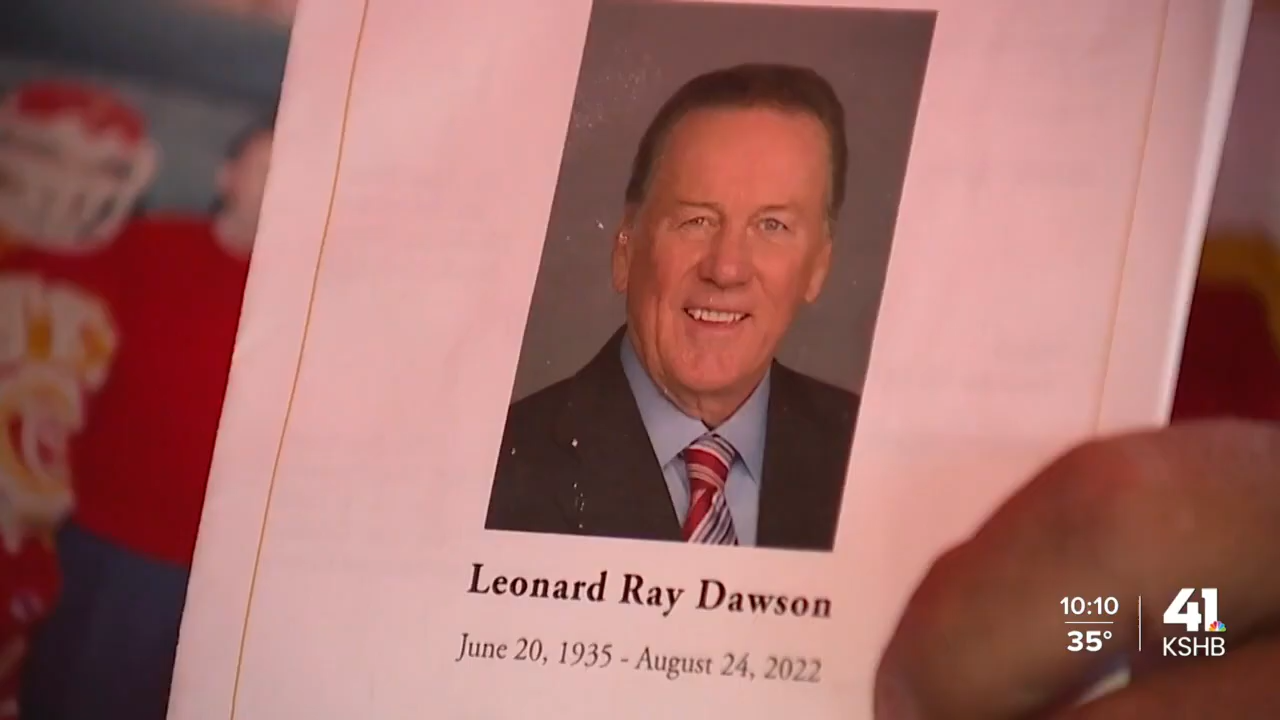 Leonard Ray Dawson
June 20, 1935 - August 24, 2022
10:10
35°
41
KSHB